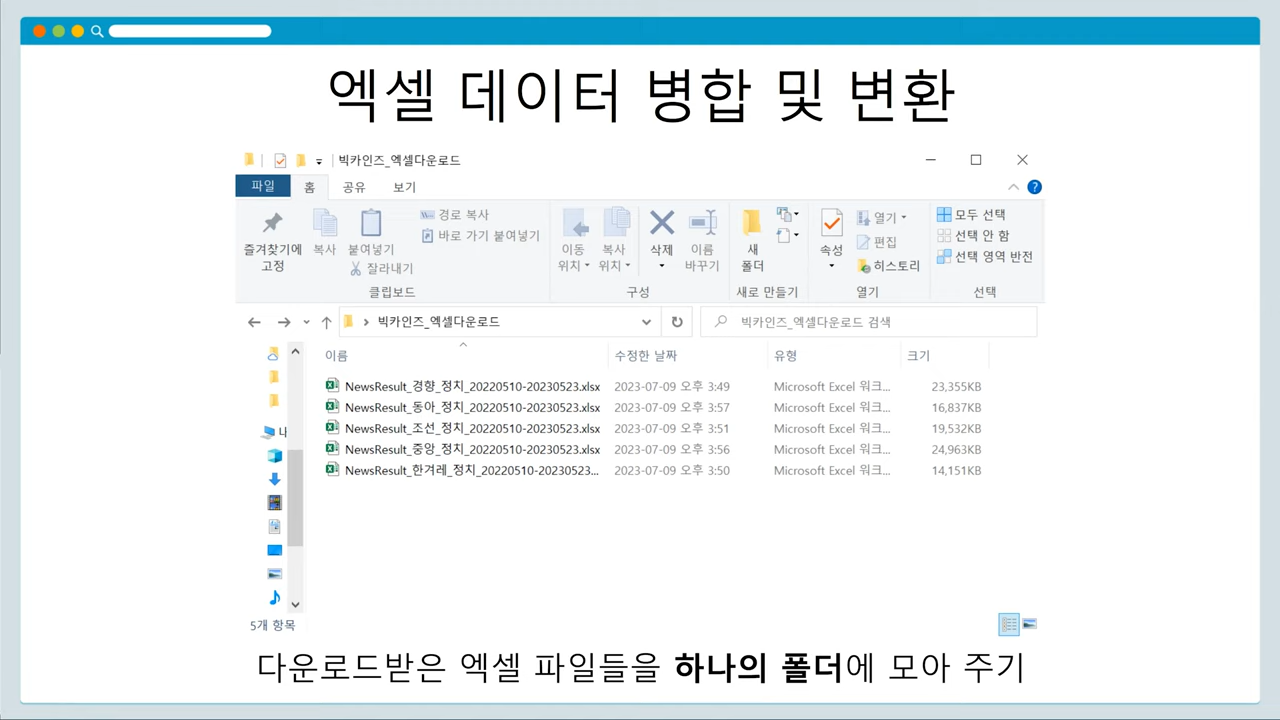 엑셀 데이터 병합 및 변환
빅카인즈_엑셀다운로드
파일 홈 공유 보기
즐겨찾기에 고정
복사
붙여넣기
경로 복사
바로 가기 붙여넣기
잘라내기
클립보드
이동 위치
복사 위치
삭제
이름 바꾸기
구성
새 폴더
새로 만들기
속성
열기
편집
히스토리
열기
모두 선택
선택 안 함
선택 영역 반전
선택
빅카인즈_엑셀다운로드
빅카인즈_엑셀다운로드 검색
이름 수정한 날짜 유형 크기
NewsResult_경향_정치_20220510-20230523.xlsx 2023-07-09 오후 3:49 Microsoft Excel 워크... 23,355KB
NewsResult_동아_정치_20220510-20230523.xlsx 2023-07-09 오후 3:57 Microsoft Excel 워크... 16,837KB
NewsResult_조선_정치_20220510-20230523.xlsx 2023-07-09 오후 3:51 Microsoft Excel 워크... 19,532KB
NewsResult_중앙_정치_20220510-20230523.xlsx 2023-07-09 오후 3:56 Microsoft Excel 워크... 24,963KB
NewsResult_한겨레_정치_20220510-20230523... 2023-07-09 오후 3:50 Microsoft Excel 워크... 14,151KB
내
5개 항목
다운로드받은 엑셀 파일들을 하나의 폴더에 모아 주기